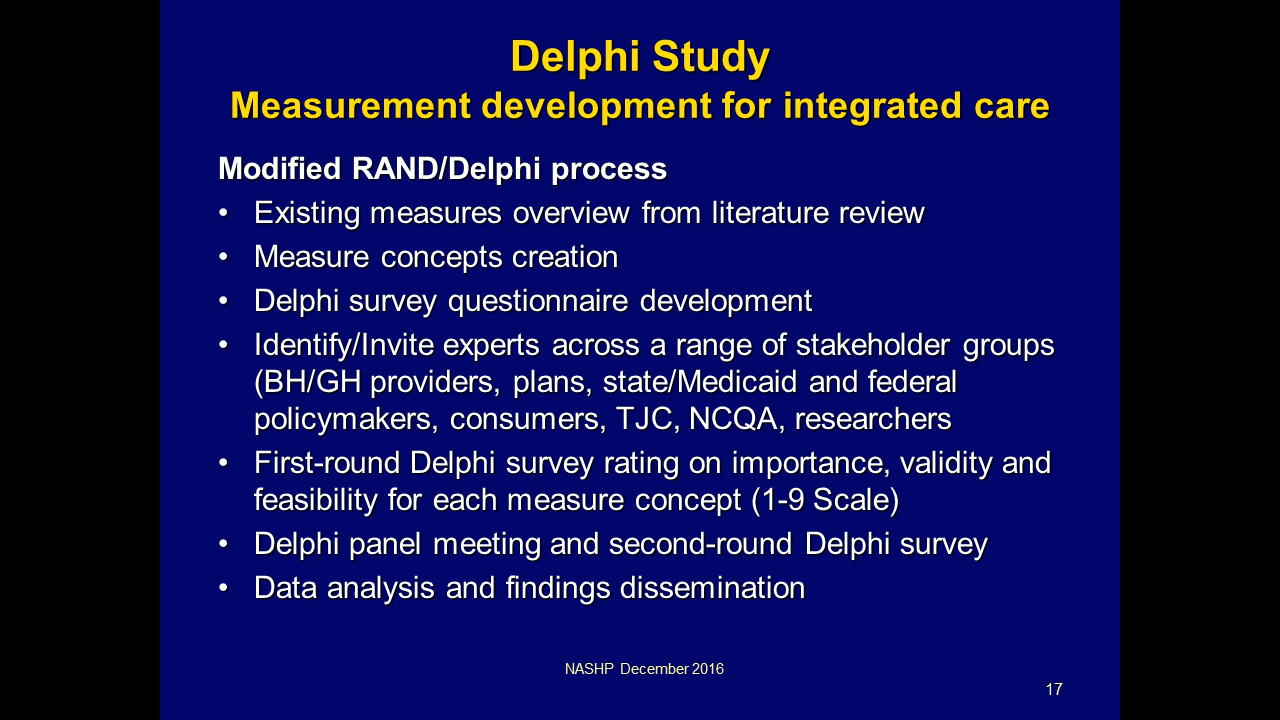 Delphi Study
Measurement development for integrated care
Modified RAND/Delphi process
• Existing measures overview from literature review
• Measure concepts creation
• Delphi survey questionnaire development
• Identify/Invite experts across a range of stakeholder groups
(BH/GH providers, plans, state/Medicaid and federal
policymakers, consumers, TJC, NCQA, researchers
• First-round Delphi survey rating on importance, validity and
feasibility for each measure concept (1-9 Scale)
• Delphi panel meeting and second-round Delphi survey
• Data analysis and findings dissemination
NASHP December 2016
17